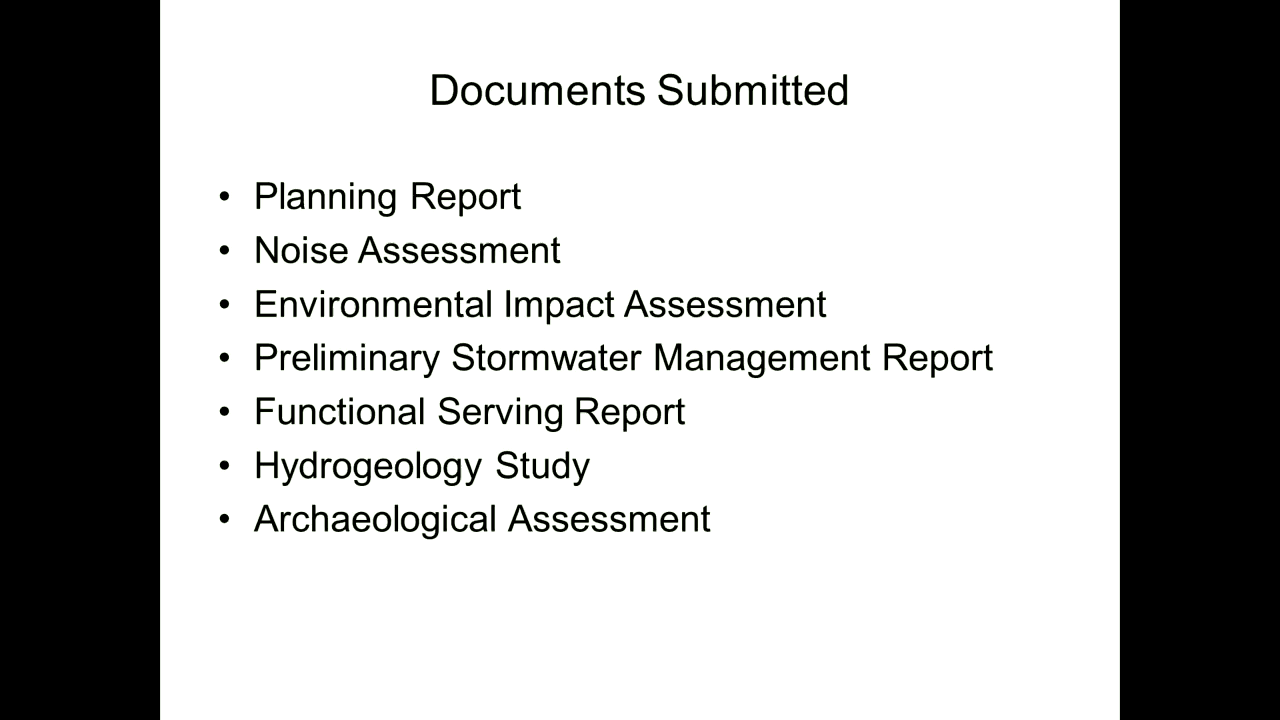 Documents Submitted
• Planning Report
• Noise Assessment
• Environmental Impact Assessment
• Preliminary Stormwater Management Report
• Functional Serving Report
• Hydrogeology Study
• Archaeological Assessment